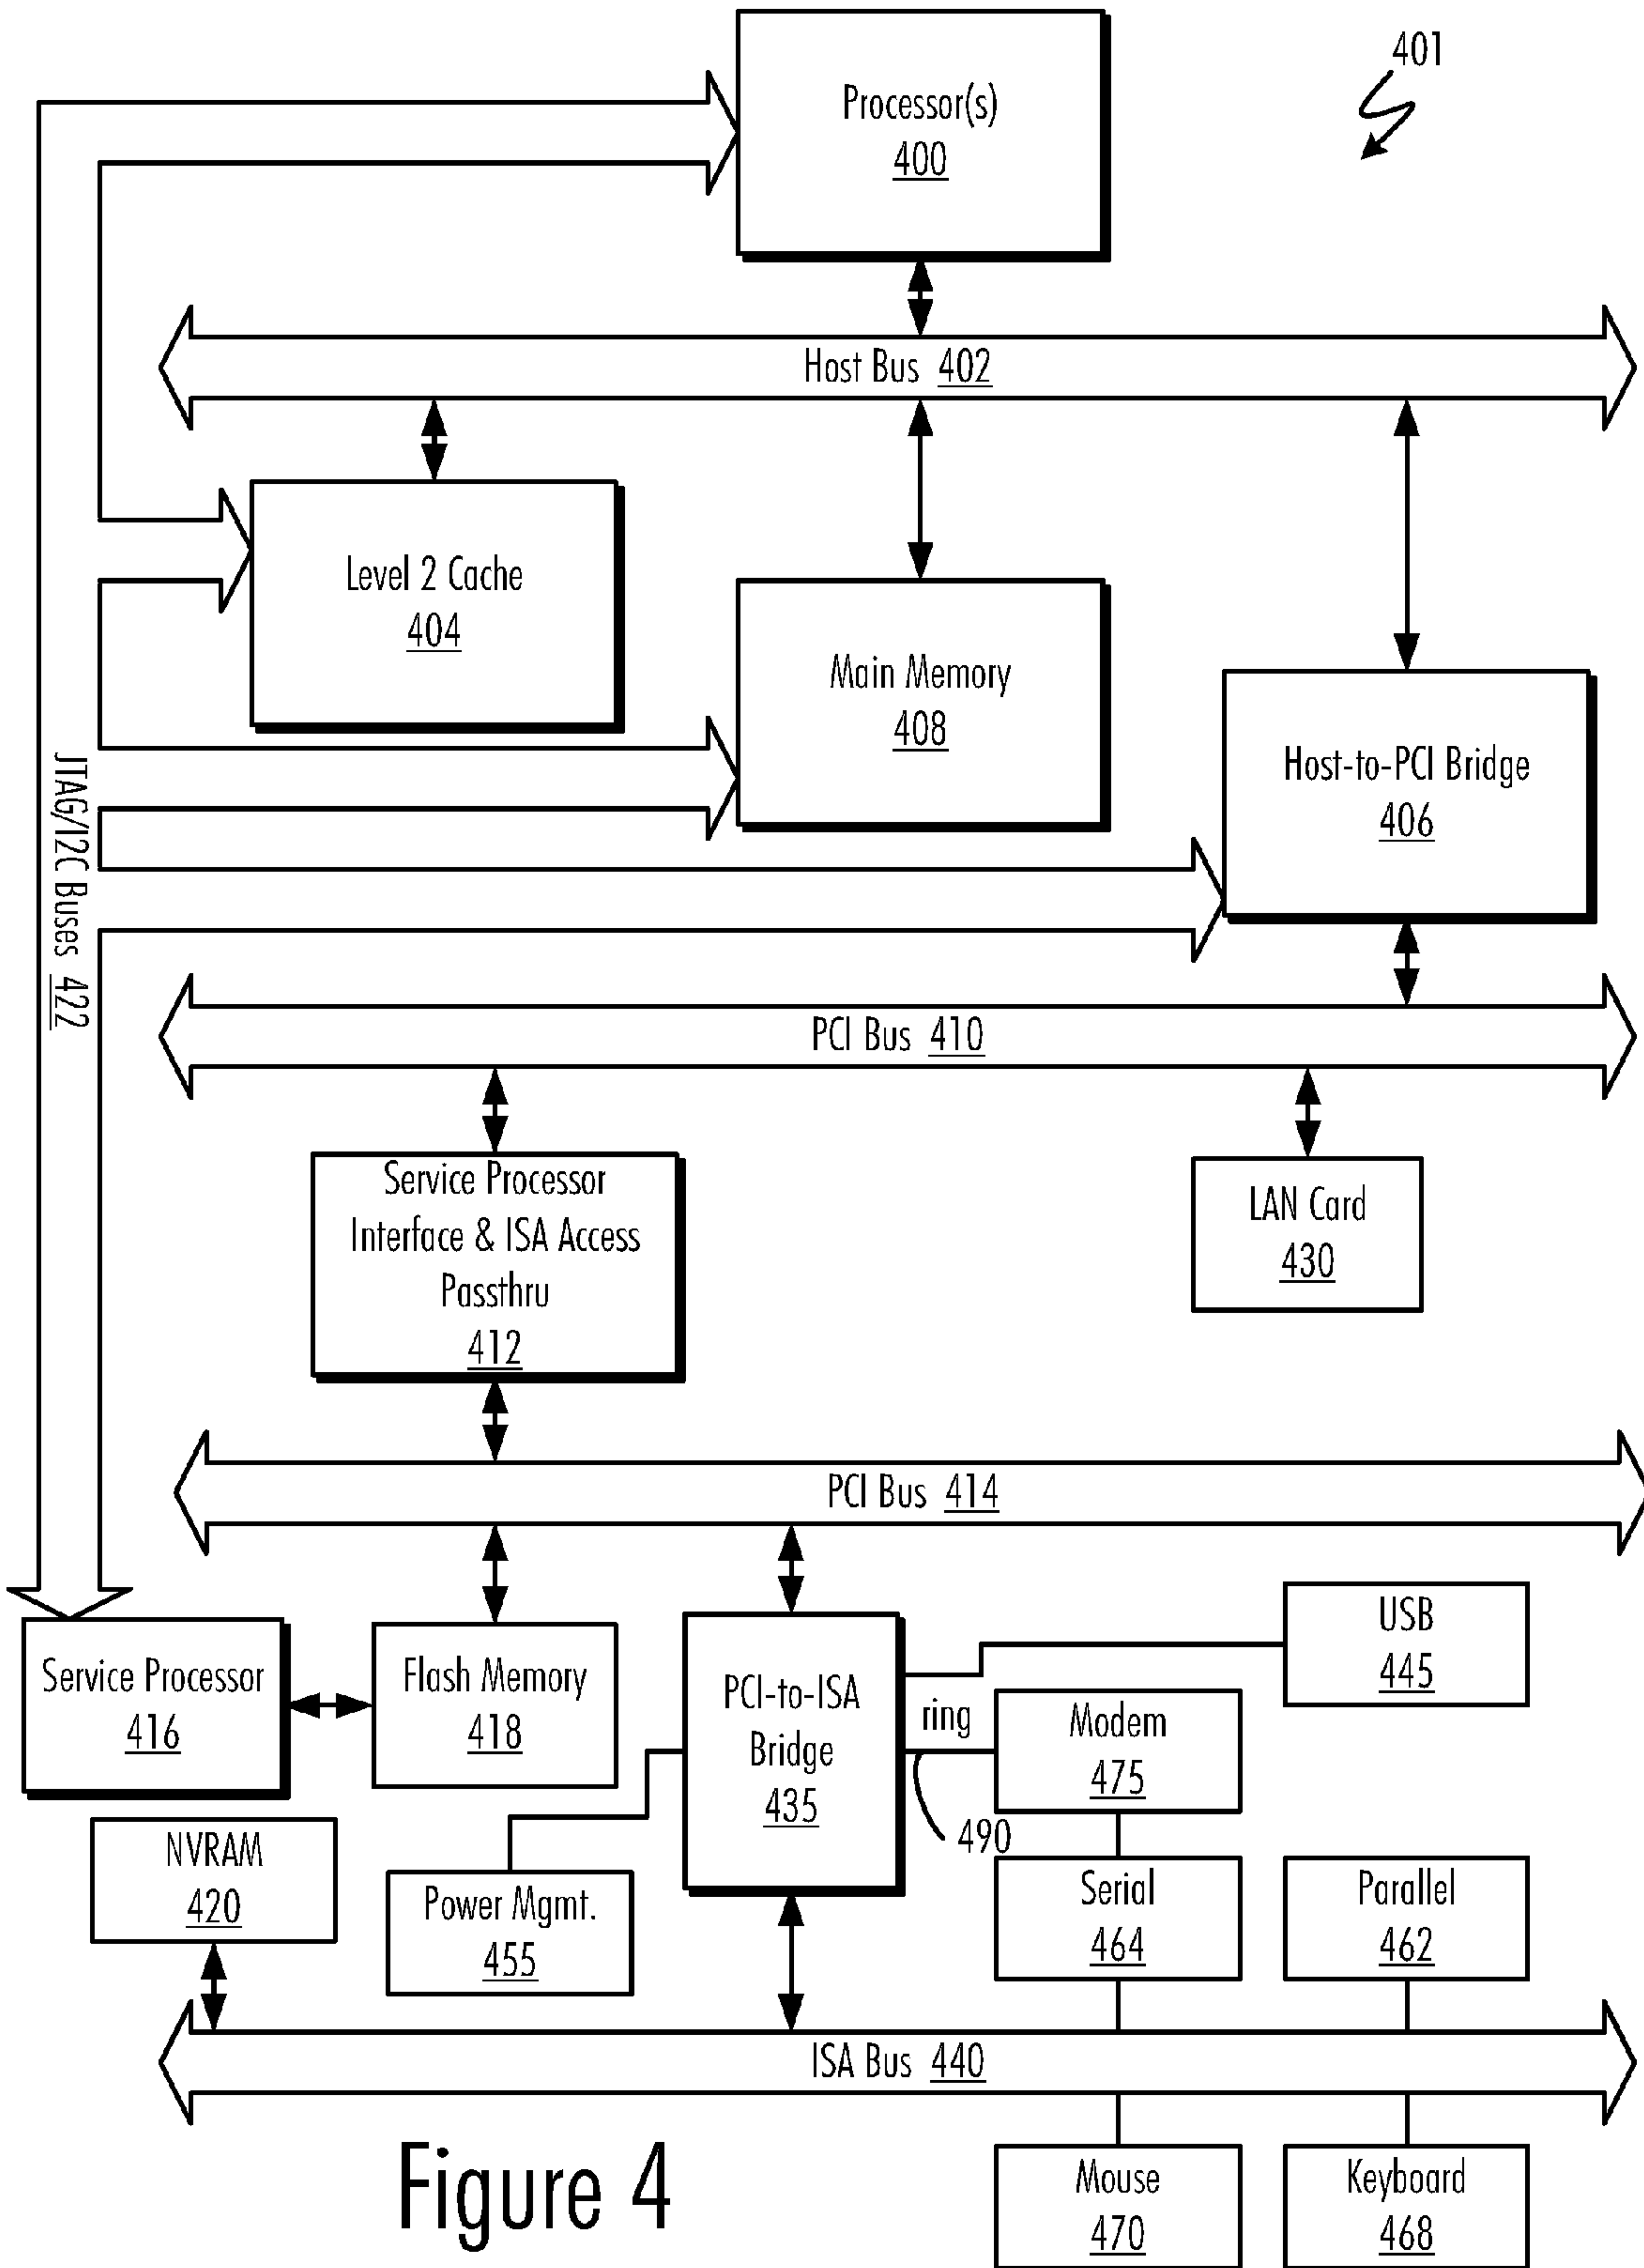 401
Processor(s)
400
Host Bus 402
Level 2 Cache
404
Main Memory
408
Host-to-PCI Bridge
406
JTAG/I2C Buses 422
PCI Bus 410
Service Processor
Interface & ISA Access
Passthru
412
LAN Card
430
PCI Bus 414
USB
445
Service Processor
416
Flash Memory
418
PCI-to-ISA
Bridge
435
ring
Modem
475
490
NVRAM
420
Power Mgmt.
455
Serial
464
Parallel
462
ISA Bus 440
Mouse
470
Keyboard
468
Figure 4